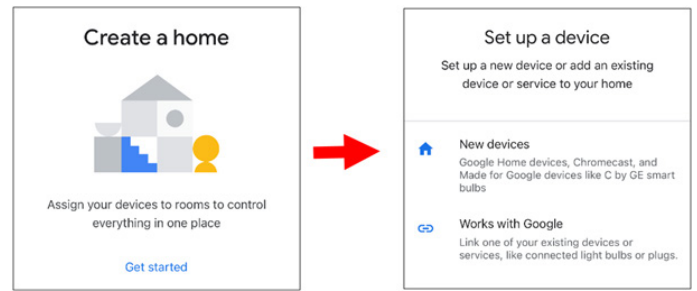 Create a home
Assign your devices to rooms to control
everything in one place
Get started
Set up a device
Set up a new device or add an existing
device or service to your home
New devices
Google Home devices, Chromecast, and
Made for Google devices like C by GE smart
bulbs
Works with Google
Link one of your existing devices or
services, like connected light bulbs or plugs.